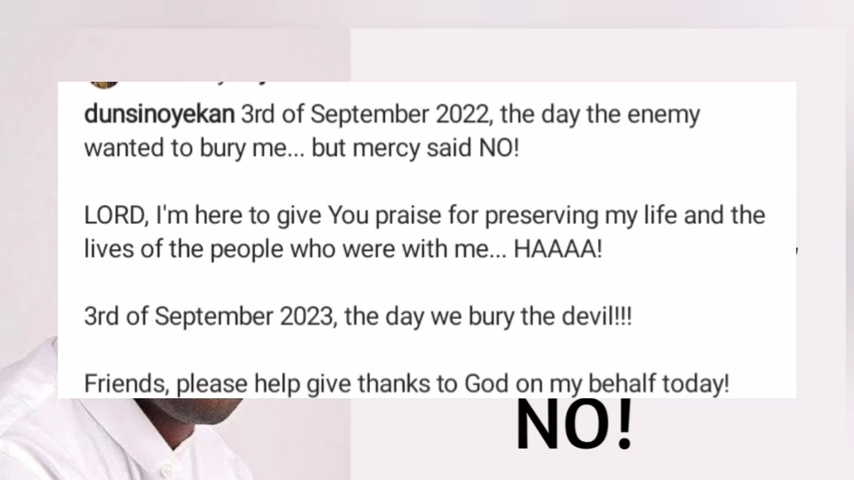 dunsinoyekan 3rd of September 2022, the day the enemy
wanted to bury me... but mercy said NO!
LORD, I'm here to give You praise for preserving my life and the
lives of the people who were with me... HAAAA!
3rd of September 2023, the day we bury the devil!!!
Friends, please help give thanks to God on my behalf today!
NO!